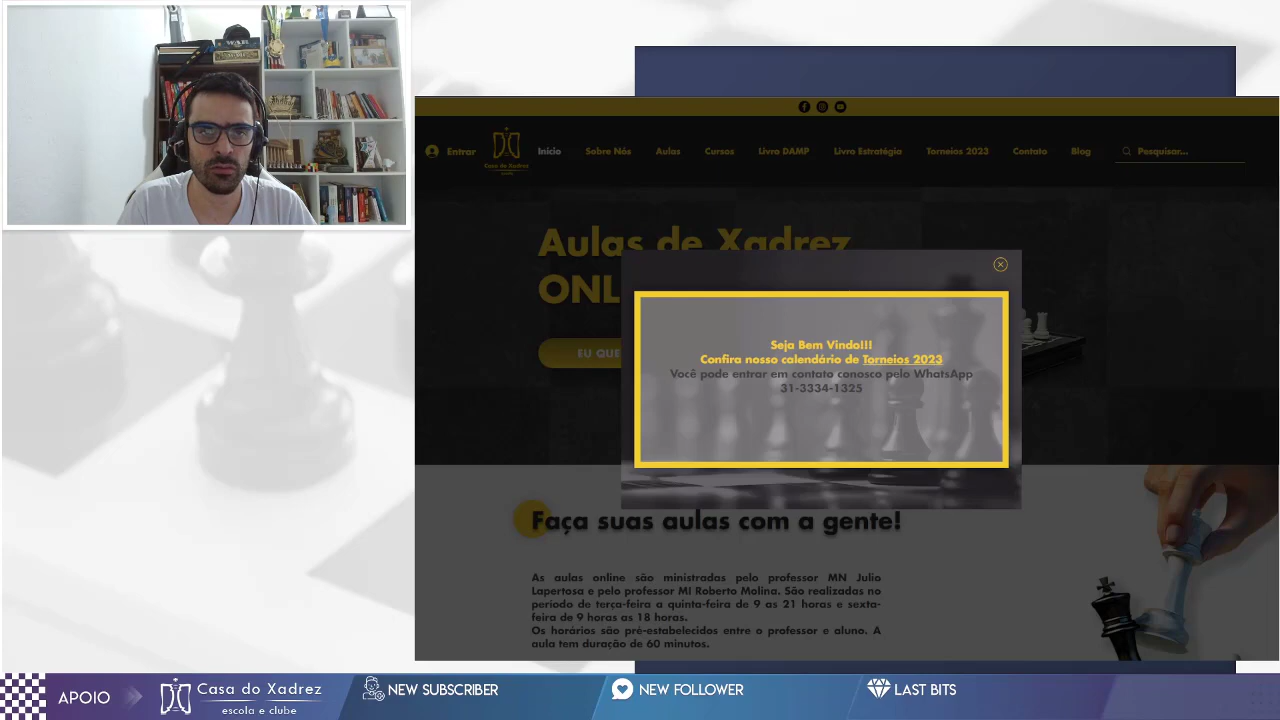 Entrar
Casa do Xadrez
Início
Sobre Nós
Aulas
Cursos
Livro DAMP
Livro Estratégia
Torneios 2023
Contato
Blog
Pesquisar...
Aulas de Xadrez
ONL
EU QUE
Seja Bem Vindo!!!
Confira nosso calendário de Torneios 2023
Você pode entrar em contato conosco pelo WhatsApp
31-3334-1325
Faça suas aulas com a gente!
As aulas online são ministradas pelo professor MN Julio
Lapertosa e pelo professor MI Roberto Molina. São realizadas no
período de terça-feira a quinta-feira de 9 as 21 horas e sexta-
feira de 9 horas as 18 horas.
Os horários são pré-estabelecidos entre o professor e aluno. A
aula tem duração de 60 minutos.
APOIO
Casa do Xadrez
escola e clube
NEW SUBSCRIBER
NEW FOLLOWER
LAST BITS